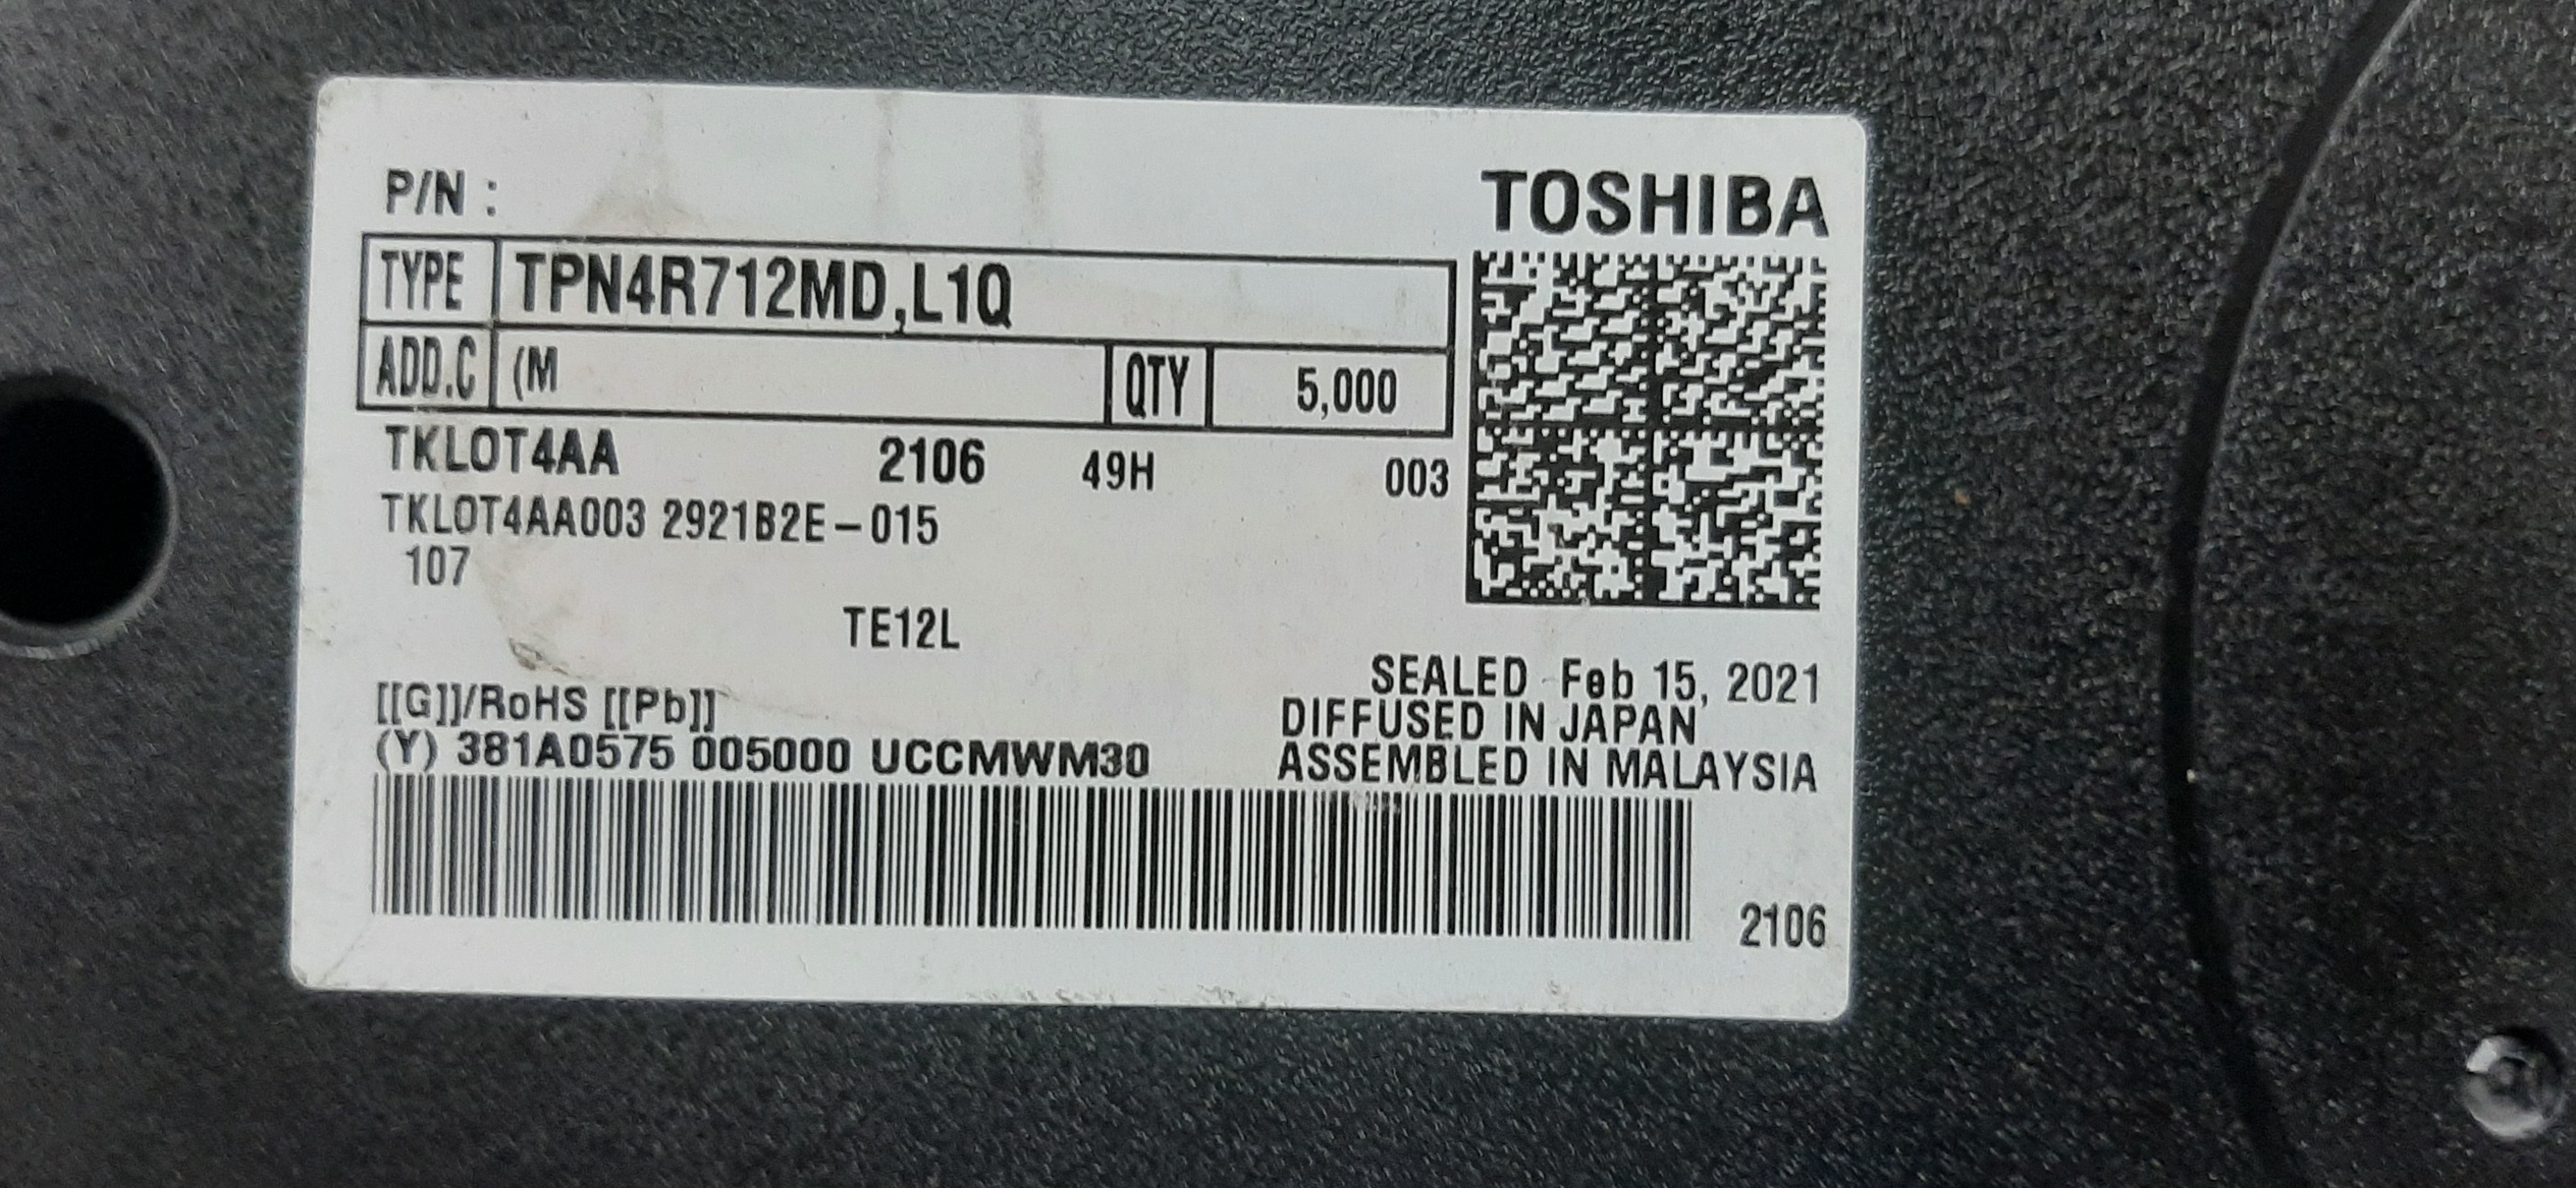 P/N :
TOSHIBA
TYPE TPN4R712MD,L1Q
ADD.C (M QTY 5,000
TKLOT4AA 2106 49H 003
TKLOT4AA003 2921B2E-015
107
TE12L
SEALED Feb 15, 2021
[[G]]/RoHS [[Pb]] DIFFUSED IN JAPAN
(Y) 381A0575 005000 UCCMWM30 ASSEMBLED IN MALAYSIA
2106